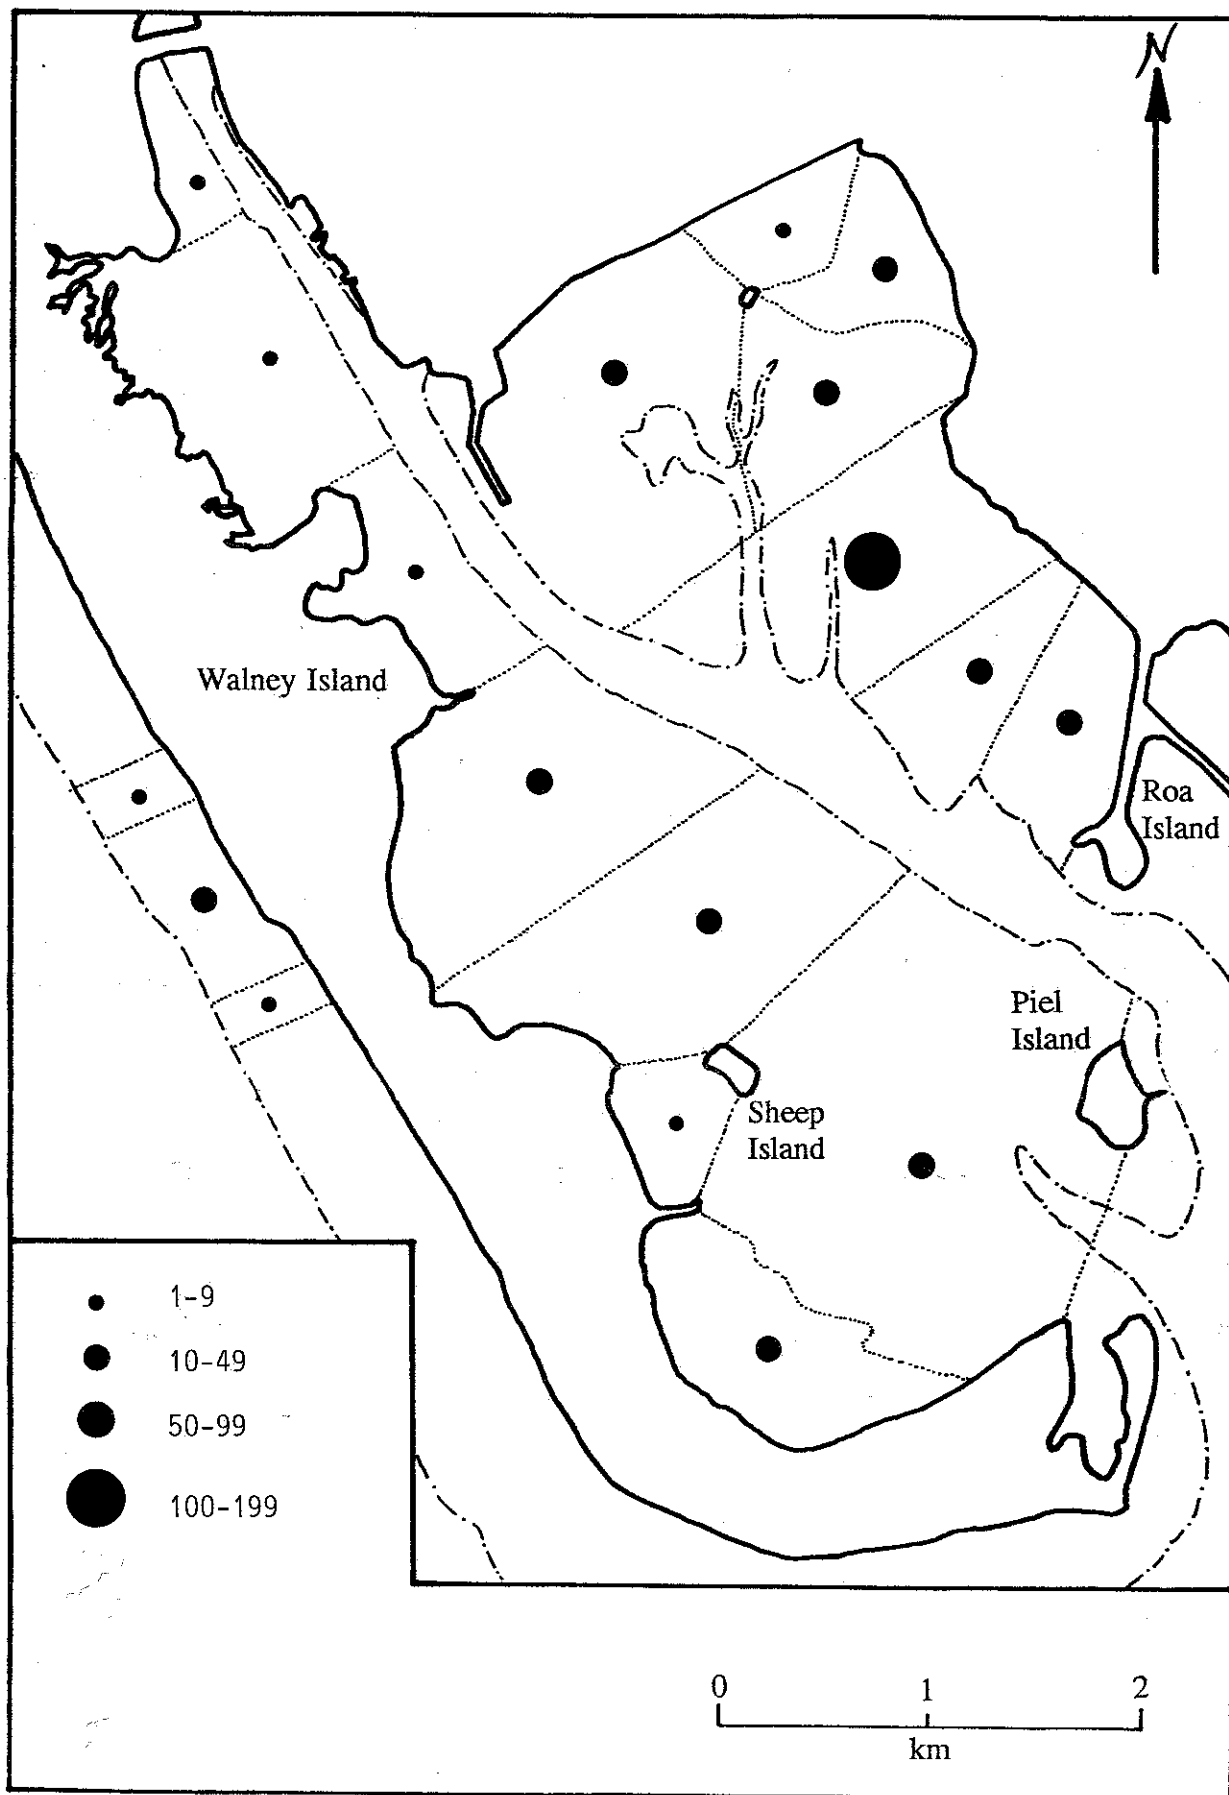 N
Walney Island
Roa
Island
Piel
Island
Sheep
Island
1-9
10-49
50-99
100-199
0 1 2
km